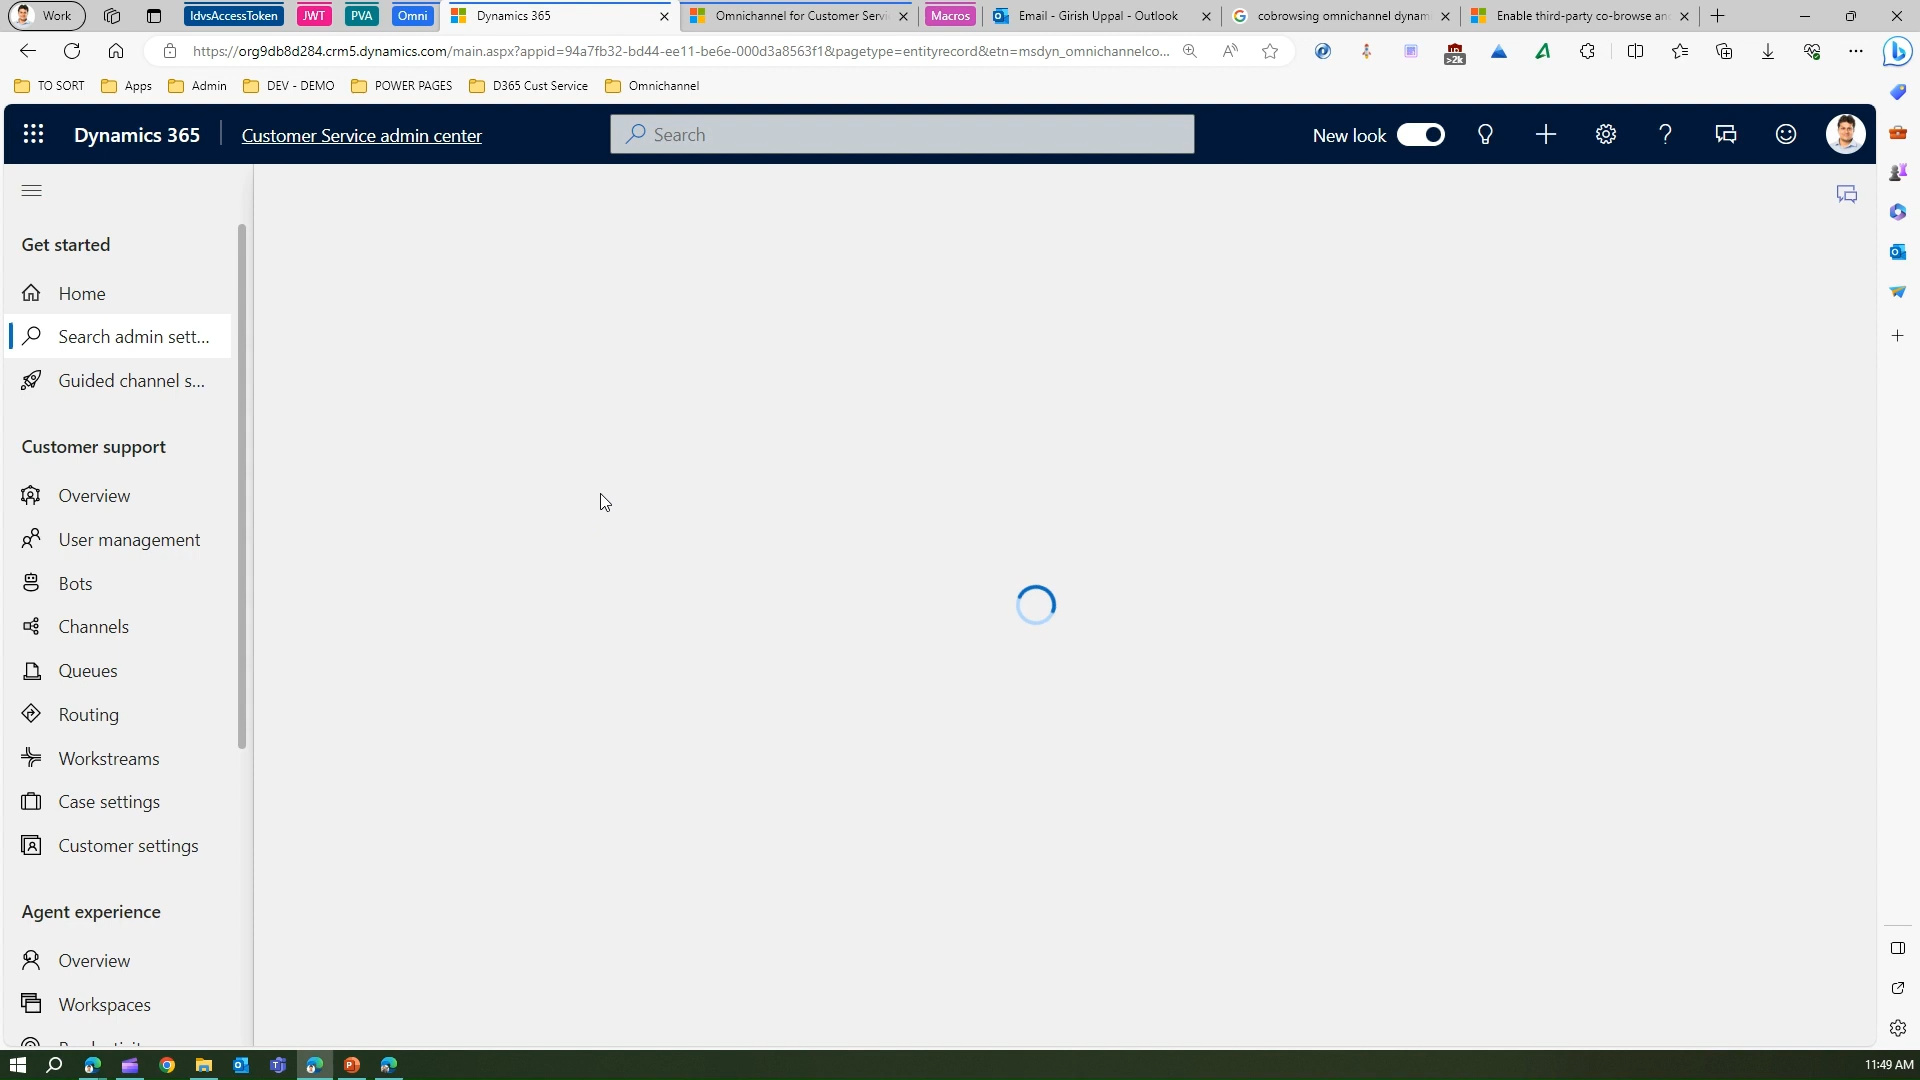 Work
IdvsAccessToken
JWT
PVA
Omni
Dynamics 365
Omnichannel for Customer Servi
Macros
Email - Girish Uppal - Outlook
cobrowsing omnichannel dynam
Enable third-party co-browse an
https://org9db8d284.crm5.dynamics.com/main.aspx?appid=94a7fb32-bd44-ee11-be6e-000d3a8563f1&pagetype=entityrecord&etn=msdyn_omnichannelco...
>2k
TO SORT
Apps
Admin
DEV - DEMO
POWER PAGES
D365 Cust Service
Omnichannel
Dynamics 365
Customer Service admin center
Search
New look
Get started
Home
Search admin sett...
Guided channel s...
Customer support
Overview
User management
Bots
Channels
Queues
Routing
Workstreams
Case settings
Customer settings
Agent experience
Overview
Workspaces
11:49 AM